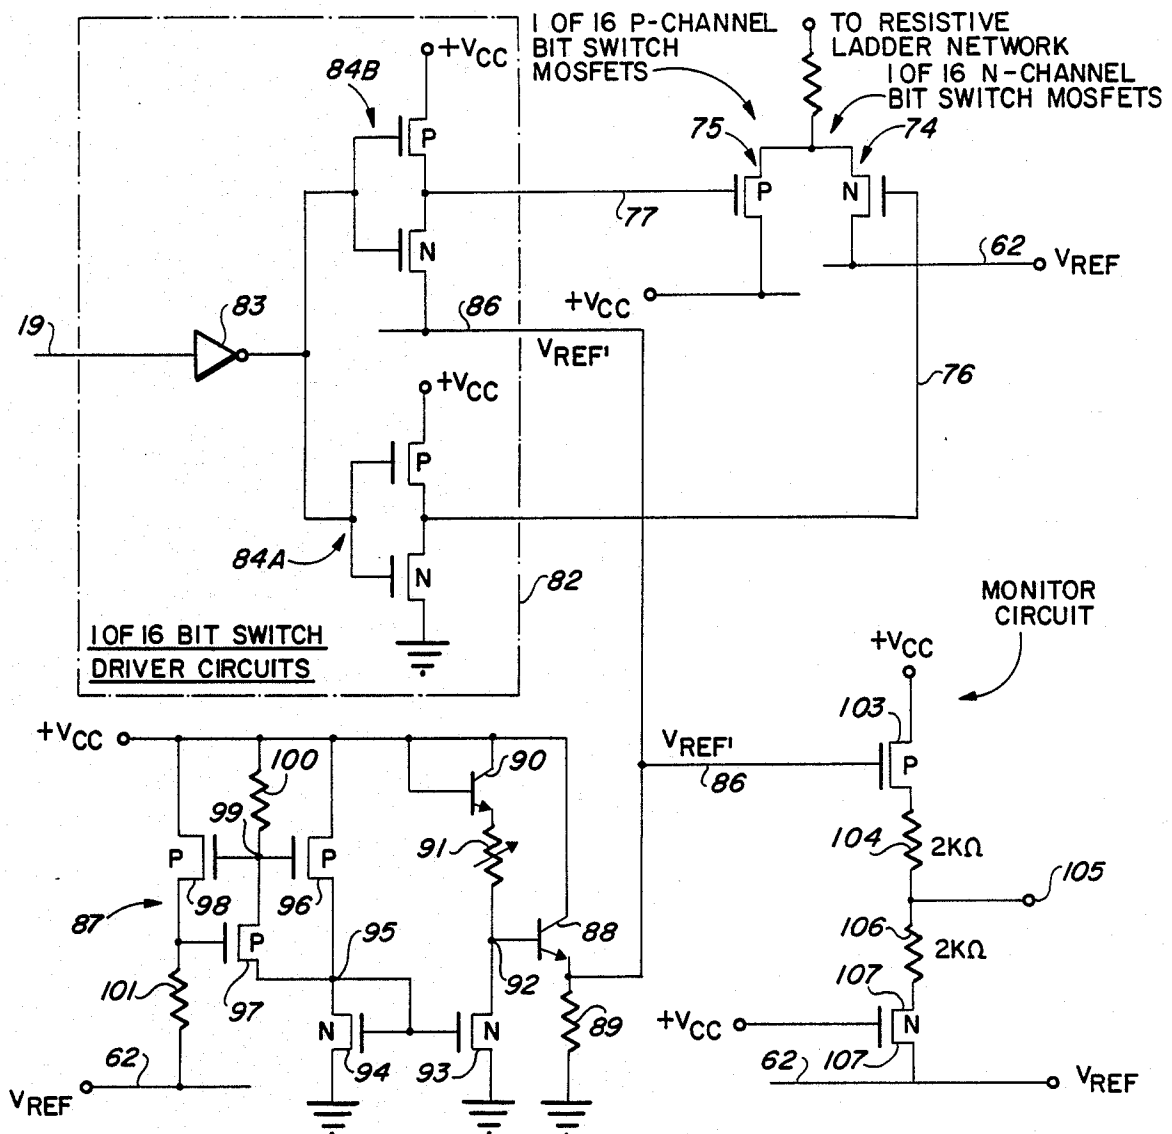 1 OF 16 P-CHANNEL
BIT SWITCH
MOSFETS
TO RESISTIVE
LADDER NETWORK
1 OF 16 N-CHANNEL
BIT SWITCH MOSFETS
+VCC
84B
P
N
75
74
P
N
77
62
VREF
+VCC
19
83
86
VREF'
76
+VCC
P
N
84A
82
1 OF 16 BIT SWITCH
DRIVER CIRCUITS
MONITOR
CIRCUIT
+VCC
103
P
VREF'
86
104
2KΩ
105
106
2KΩ
107
N
+VCC
107
62
VREF
+VCC
100
90
99
91
P
P
98
96
87
P
95
88
92
101
97
N
N
89
94
93
62
VREF